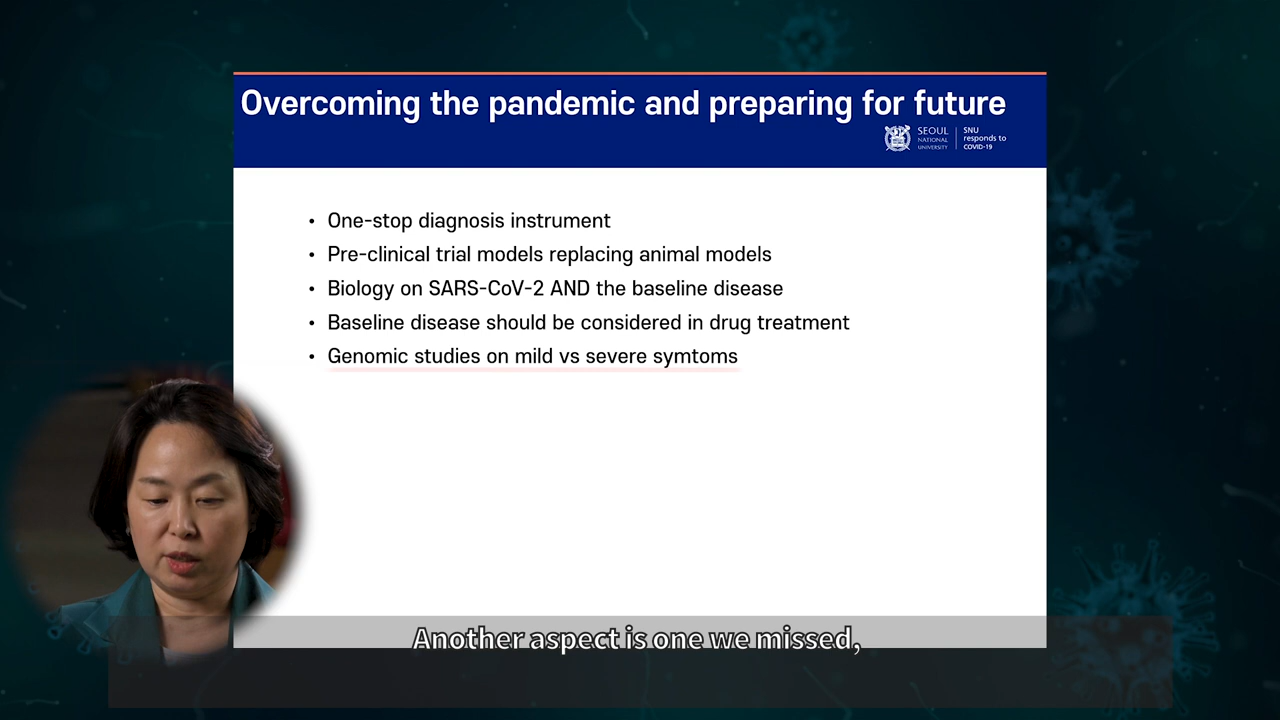 Overcoming the pandemic and preparing for future
SEOUL
NATIONAL
UNIVERSITY
SNU
responds to
COVID-19
• One-stop diagnosis instrument
• Pre-clinical trial models replacing animal models
• Biology on SARS-CoV-2 AND the baseline disease
• Baseline disease should be considered in drug treatment
• Genomic studies on mild vs severe symtoms
Another aspect is one we missed,